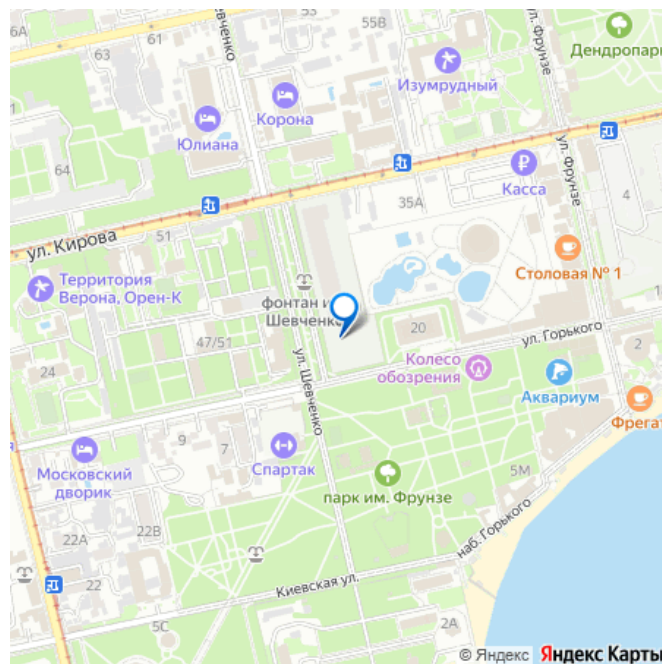 6А
63
61
55В
ул. Фрунзе
Дендропарк
Изумрудный
Корона
Юлиана
64
Касса
ул. Фрунзе
4
35А
ул. Кирова
51
Территория
Верона, Орен-К
фонтан и
Шевченко
Столовая № 1
20
ул. Горького
2
24
47/51
ул. Шевченко
Колесо
обозрения
Аквариум
Фрегат
9
7
Московский
дворик
Спартак
парк им. Фрунзе
5М
наб. Горького
22В
22А
22
Киевская ул.
5С
2А
© Яндекс Яндекс Карты